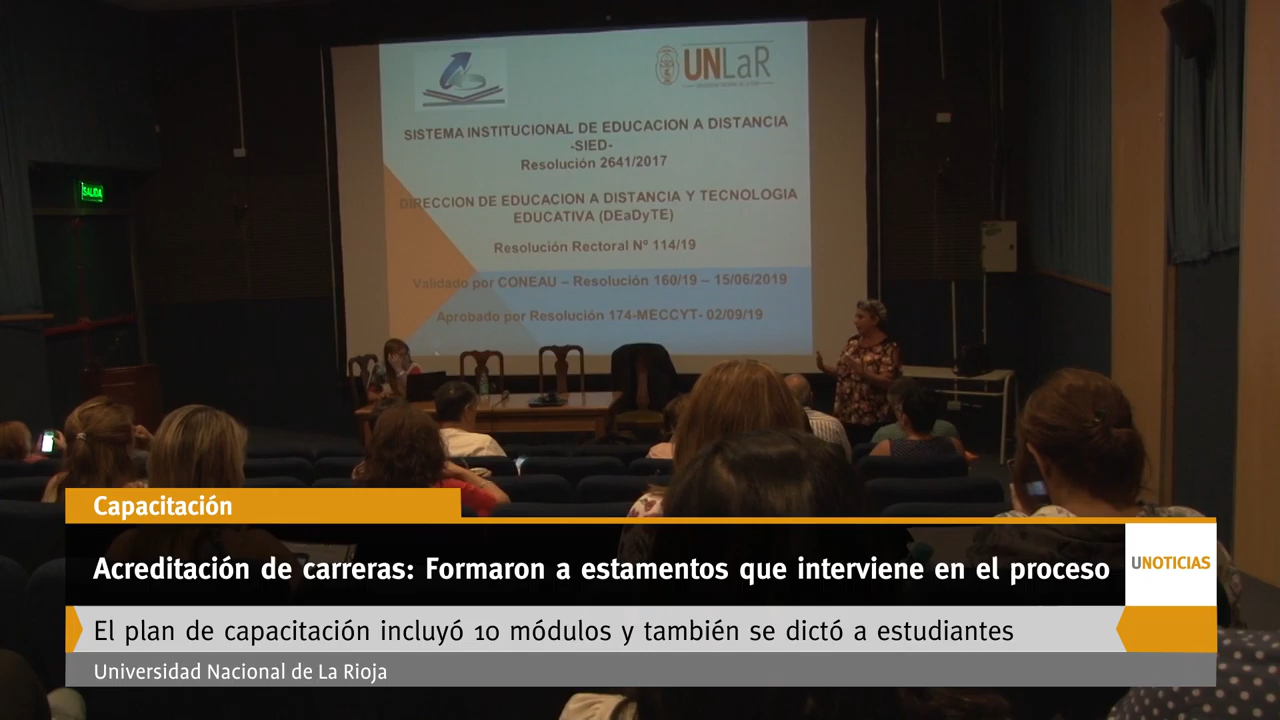 UNLaR
SISTEMA INSTITUCIONAL DE EDUCACION A DISTANCIA
-SIED-
Resolución 2641/2017
DIRECCION DE EDUCACION A DISTANCIA Y TECNOLOGIA
EDUCATIVA (DEaDyTE)
Resolución Rectoral Nº 114/19
Validado por CONEAU – Resolución 160/19 – 15/06/2019
Aprobado por Resolución 174-MECCYT- 02/09/19
SALIDA
Capacitación
Acreditación de carreras: Formaron a estamentos que interviene en el proceso
UNOTICIAS
El plan de capacitación incluyó 10 módulos y también se dictó a estudiantes
Universidad Nacional de La Rioja